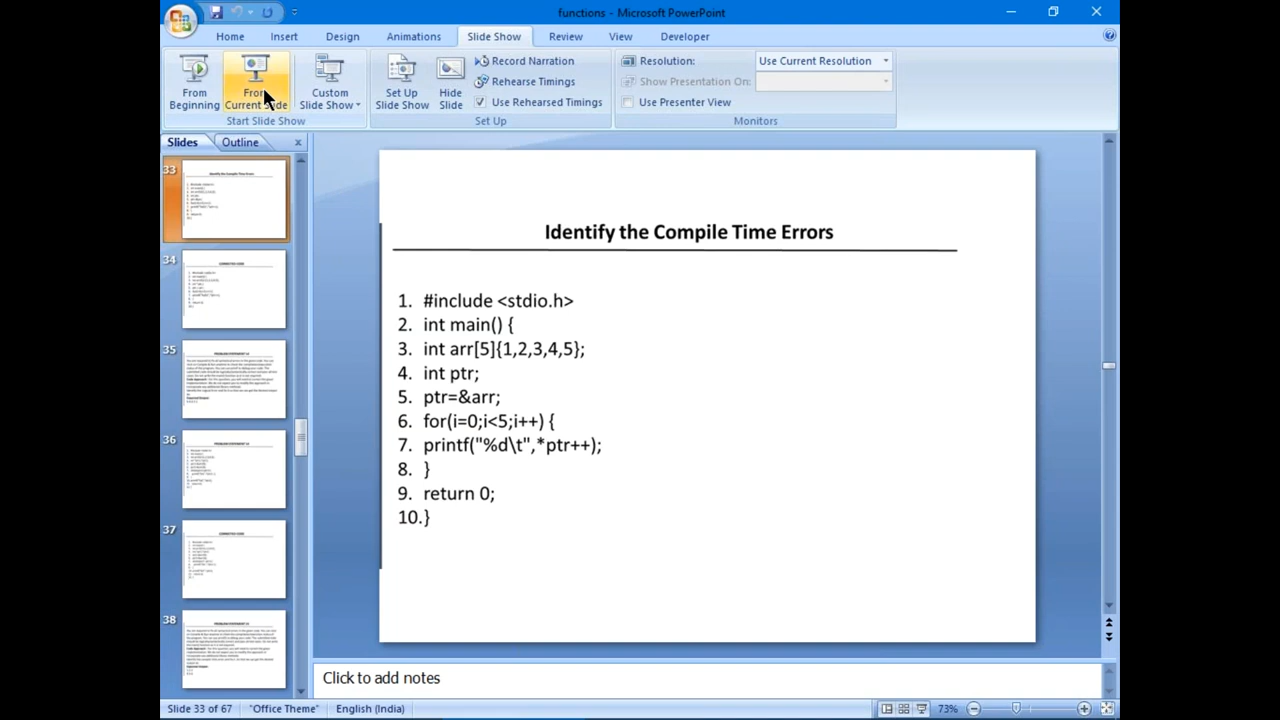 functions - Microsoft PowerPoint
Home Insert Design Animations Slide Show Review View Developer
From Beginning
From Current Slide
Custom Slide Show
Start Slide Show
Set Up Slide Show
Hide Slide
Record Narration
Rehearse Timings
Use Rehearsed Timings
Set Up
Resolution: Use Current Resolution
Show Presentation On:
Use Presenter View
Monitors
Slides Outline
33
34
35
36
37
38
Identify the Compile Time Errors
1. #include <stdio.h>
2. int main() {
3. int arr[5]{1,2,3,4,5};
4. int ptr;
5. ptr=&arr;
6. for(i=0;i<5;i++) {
7. printf("%d\t",*ptr++);
8. }
9. return 0;
10.}
Click to add notes
Slide 33 of 67 "Office Theme" English (India) 73%